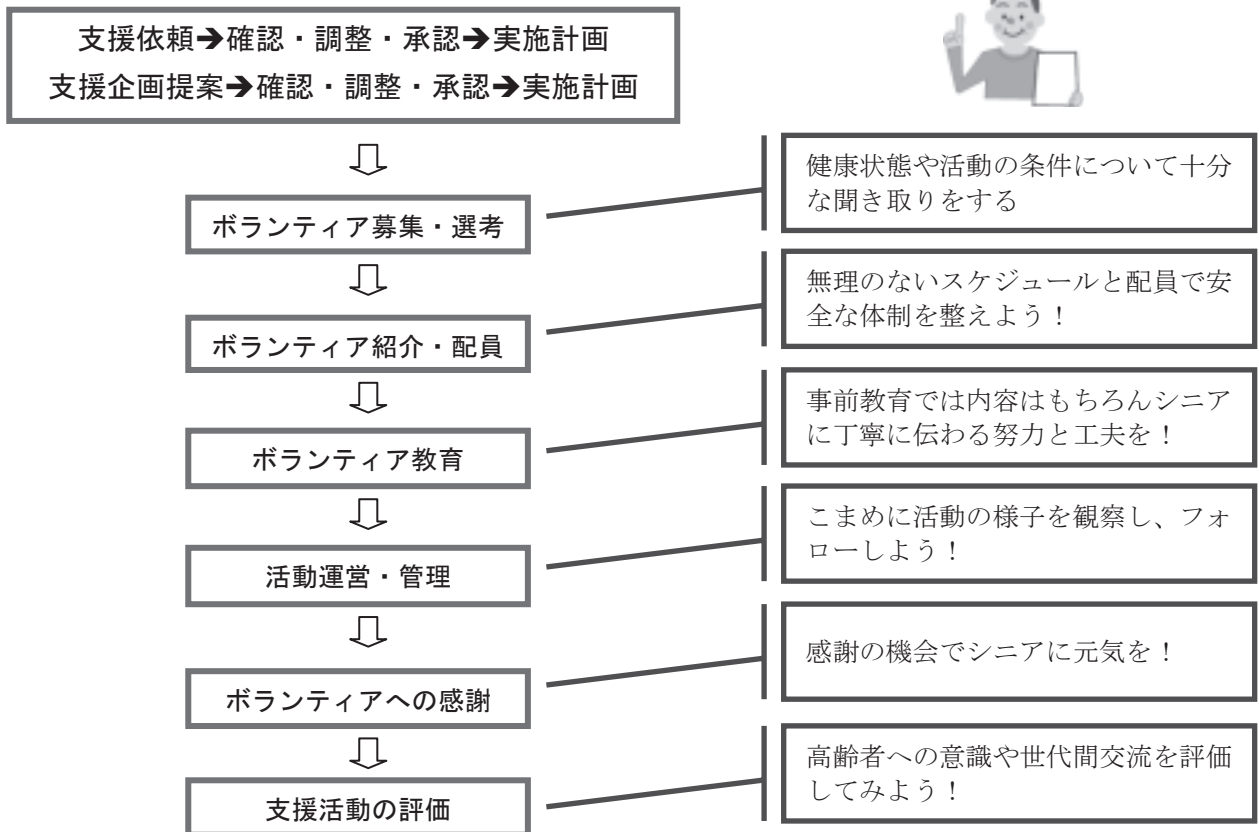 支援依頼➔確認・調整・承認➔実施計画
支援企画提案➔確認・調整・承認➔実施計画
健康状態や活動の条件について十分
な聞き取りをする
ボランティア募集・選考
無理のないスケジュールと配員で安
全な体制を整えよう！
ボランティア紹介・配員
事前教育では内容はもちろんシニア
に丁寧に伝わる努力と工夫を！
ボランティア教育
こまめに活動の様子を観察し、フォ
ローしよう！
活動運営・管理
感謝の機会でシニアに元気を！
ボランティアへの感謝
高齢者への意識や世代間交流を評価
してみよう！
支援活動の評価